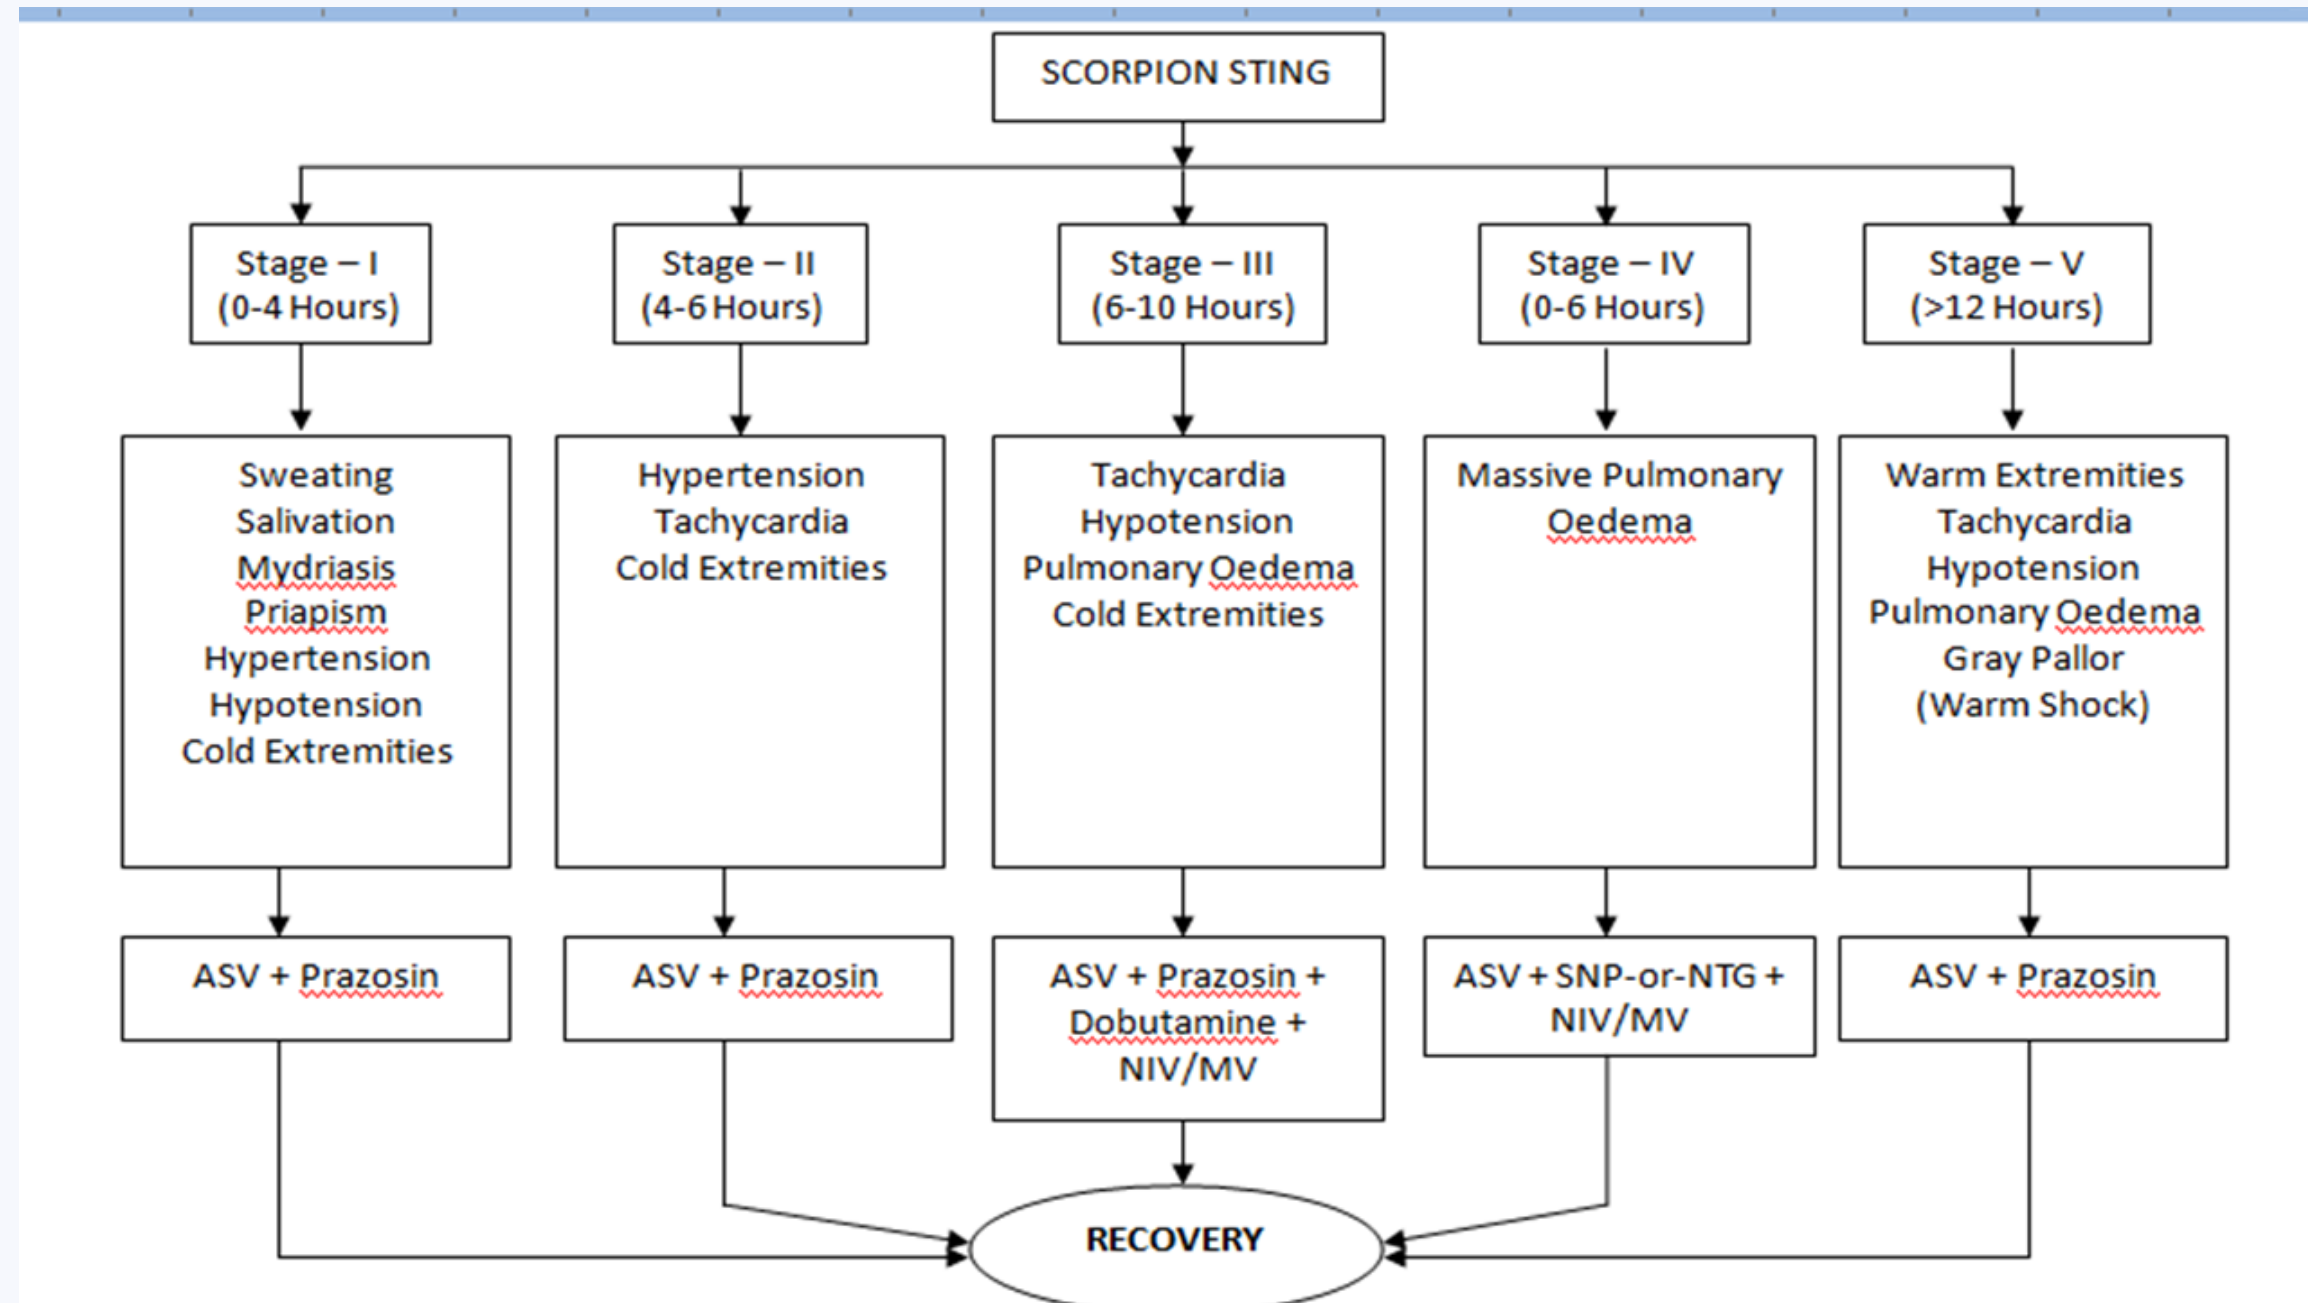 SCORPION STING
Stage – I
(0-4 Hours)
Stage – II
(4-6 Hours)
Stage – III
(6-10 Hours)
Stage – IV
(0-6 Hours)
Stage – V
(>12 Hours)
Sweating
Salivation
Mydriasis
Priapism
Hypertension
Hypotension
Cold Extremities
Hypertension
Tachycardia
Cold Extremities
Tachycardia
Hypotension
Pulmonary Oedema
Cold Extremities
Massive Pulmonary
Oedema
Warm Extremities
Tachycardia
Hypotension
Pulmonary Oedema
Gray Pallor
(Warm Shock)
ASV + Prazosin
ASV + Prazosin
ASV + Prazosin +
Dobutamine +
NIV/MV
ASV + SNP-or-NTG +
NIV/MV
ASV + Prazosin
RECOVERY